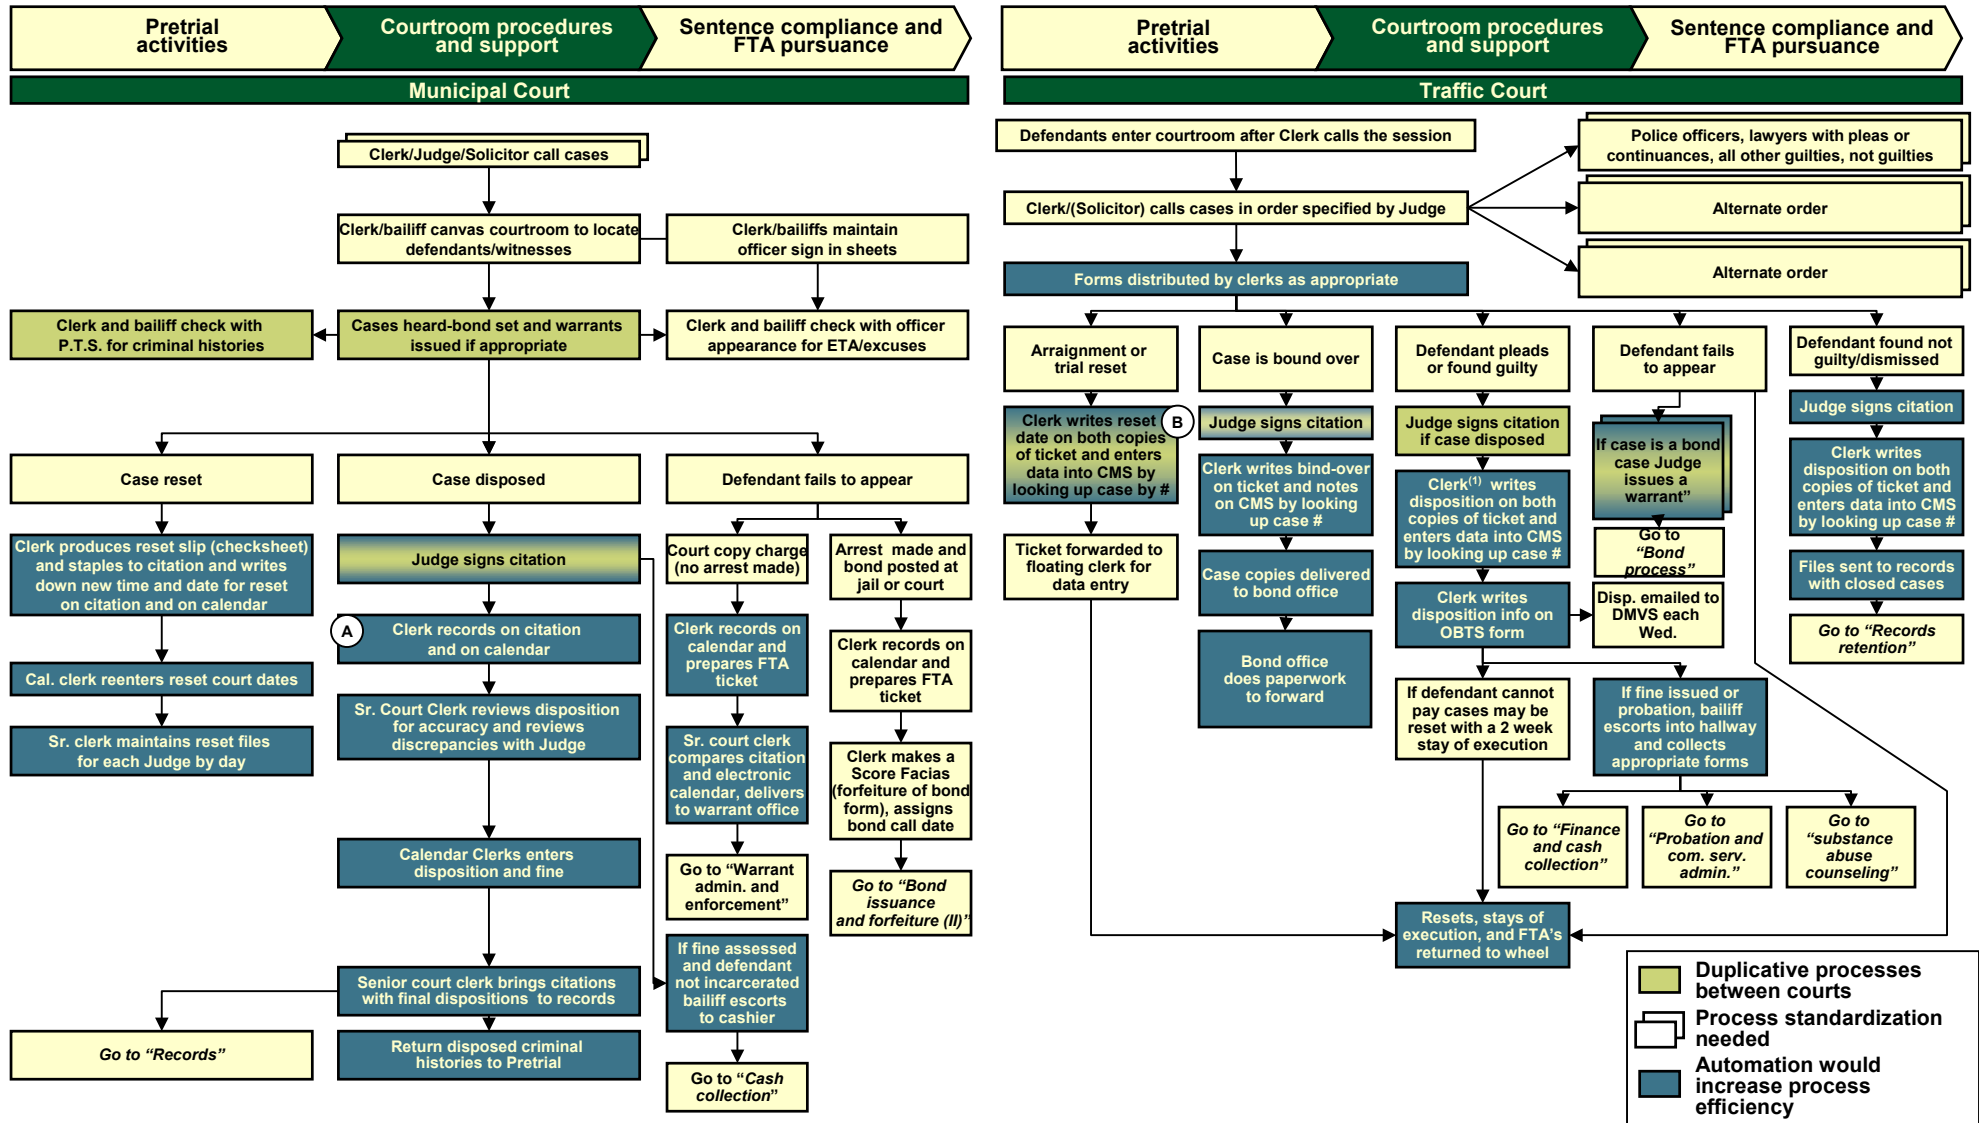 Pretrial
activities
Courtroom procedures
and support
Sentence compliance and
FTA pursuance
Municipal Court
Clerk/Judge/Solicitor call cases
Clerk/bailiff canvas courtroom to locate
defendants/witnesses
Clerk/bailiffs maintain
officer sign in sheets
Clerk and bailiff check with
P.T.S. for criminal histories
Cases heard-bond set and warrants
issued if appropriate
Clerk and bailiff check with officer
appearance for ETA/excuses
Case reset
Case disposed
Defendant fails to appear
Clerk produces reset slip (checksheet)
and staples to citation and writes
down new time and date for reset
on citation and on calendar
Cal. clerk reenters reset court dates
Sr. clerk maintains reset files
for each Judge by day
Judge signs citation
A
Clerk records on citation
and on calendar
Sr. Court Clerk reviews disposition
for accuracy and reviews
discrepancies with Judge
Calendar Clerks enters
disposition and fine
Senior court clerk brings citations
with final dispositions to records
Go to “Records”
Return disposed criminal
histories to Pretrial
Court copy charge
(no arrest made)
Clerk records on
calendar and
prepares FTA
ticket
Sr. court clerk
compares citation
and electronic
calendar, delivers
to warrant office
Go to “Warrant
admin. and
enforcement”
If fine assessed
and defendant
not incarcerated
bailiff escorts
to cashier
Go to “Cash
collection”
Arrest made and
bond posted at
jail or court
Clerk records on
calendar and
prepares FTA
ticket
Clerk makes a
Score Facias
(forfeiture of bond
form), assigns
bond call date
Go to “Bond
issuance
and forfeiture (II)”
Pretrial
activities
Courtroom procedures
and support
Sentence compliance and
FTA pursuance
Traffic Court
Defendants enter courtroom after Clerk calls the session
Clerk/(Solicitor) calls cases in order specified by Judge
Police officers, lawyers with pleas or
continuances, all other guilties, not guilties
Alternate order
Alternate order
Forms distributed by clerks as appropriate
Arraignment or
trial reset
Clerk writes reset
date on both copies
of ticket and enters
data into CMS by
looking up case by #
Ticket forwarded to
floating clerk for
data entry
Case is bound over
B
Judge signs citation
Clerk writes bind-over
on ticket and notes
on CMS by looking
up case #
Case copies delivered
to bond office
Bond office
does paperwork
to forward
Defendant pleads
or found guilty
Judge signs citation
if case disposed
Clerk(1) writes
disposition on both
copies of ticket and
enters data into CMS
by looking up case #
Clerk writes
disposition info on
OBTS form
Disp. emailed to
DMVS each
Wed.
If defendant cannot
pay cases may be
reset with a 2 week
stay of execution
If fine issued or
probation, bailiff
escorts into hallway
and collects
appropriate forms
Go to “Finance
and cash
collection”
Go to
“Probation and
com. serv.
admin.”
Go to
“substance
abuse
counseling”
Resets, stays of
execution, and FTA’s
returned to wheel
Defendant fails
to appear
If case is a bond
case Judge
issues a
warrant”
Go to
“Bond
process”
Defendant found not
guilty/dismissed
Judge signs citation
Clerk writes
disposition on both
copies of ticket and
enters data into CMS
by looking up case #
Files sent to records
with closed cases
Go to “Records
retention”
Duplicative processes
between courts
Process standardization
needed
Automation would
increase process
efficiency